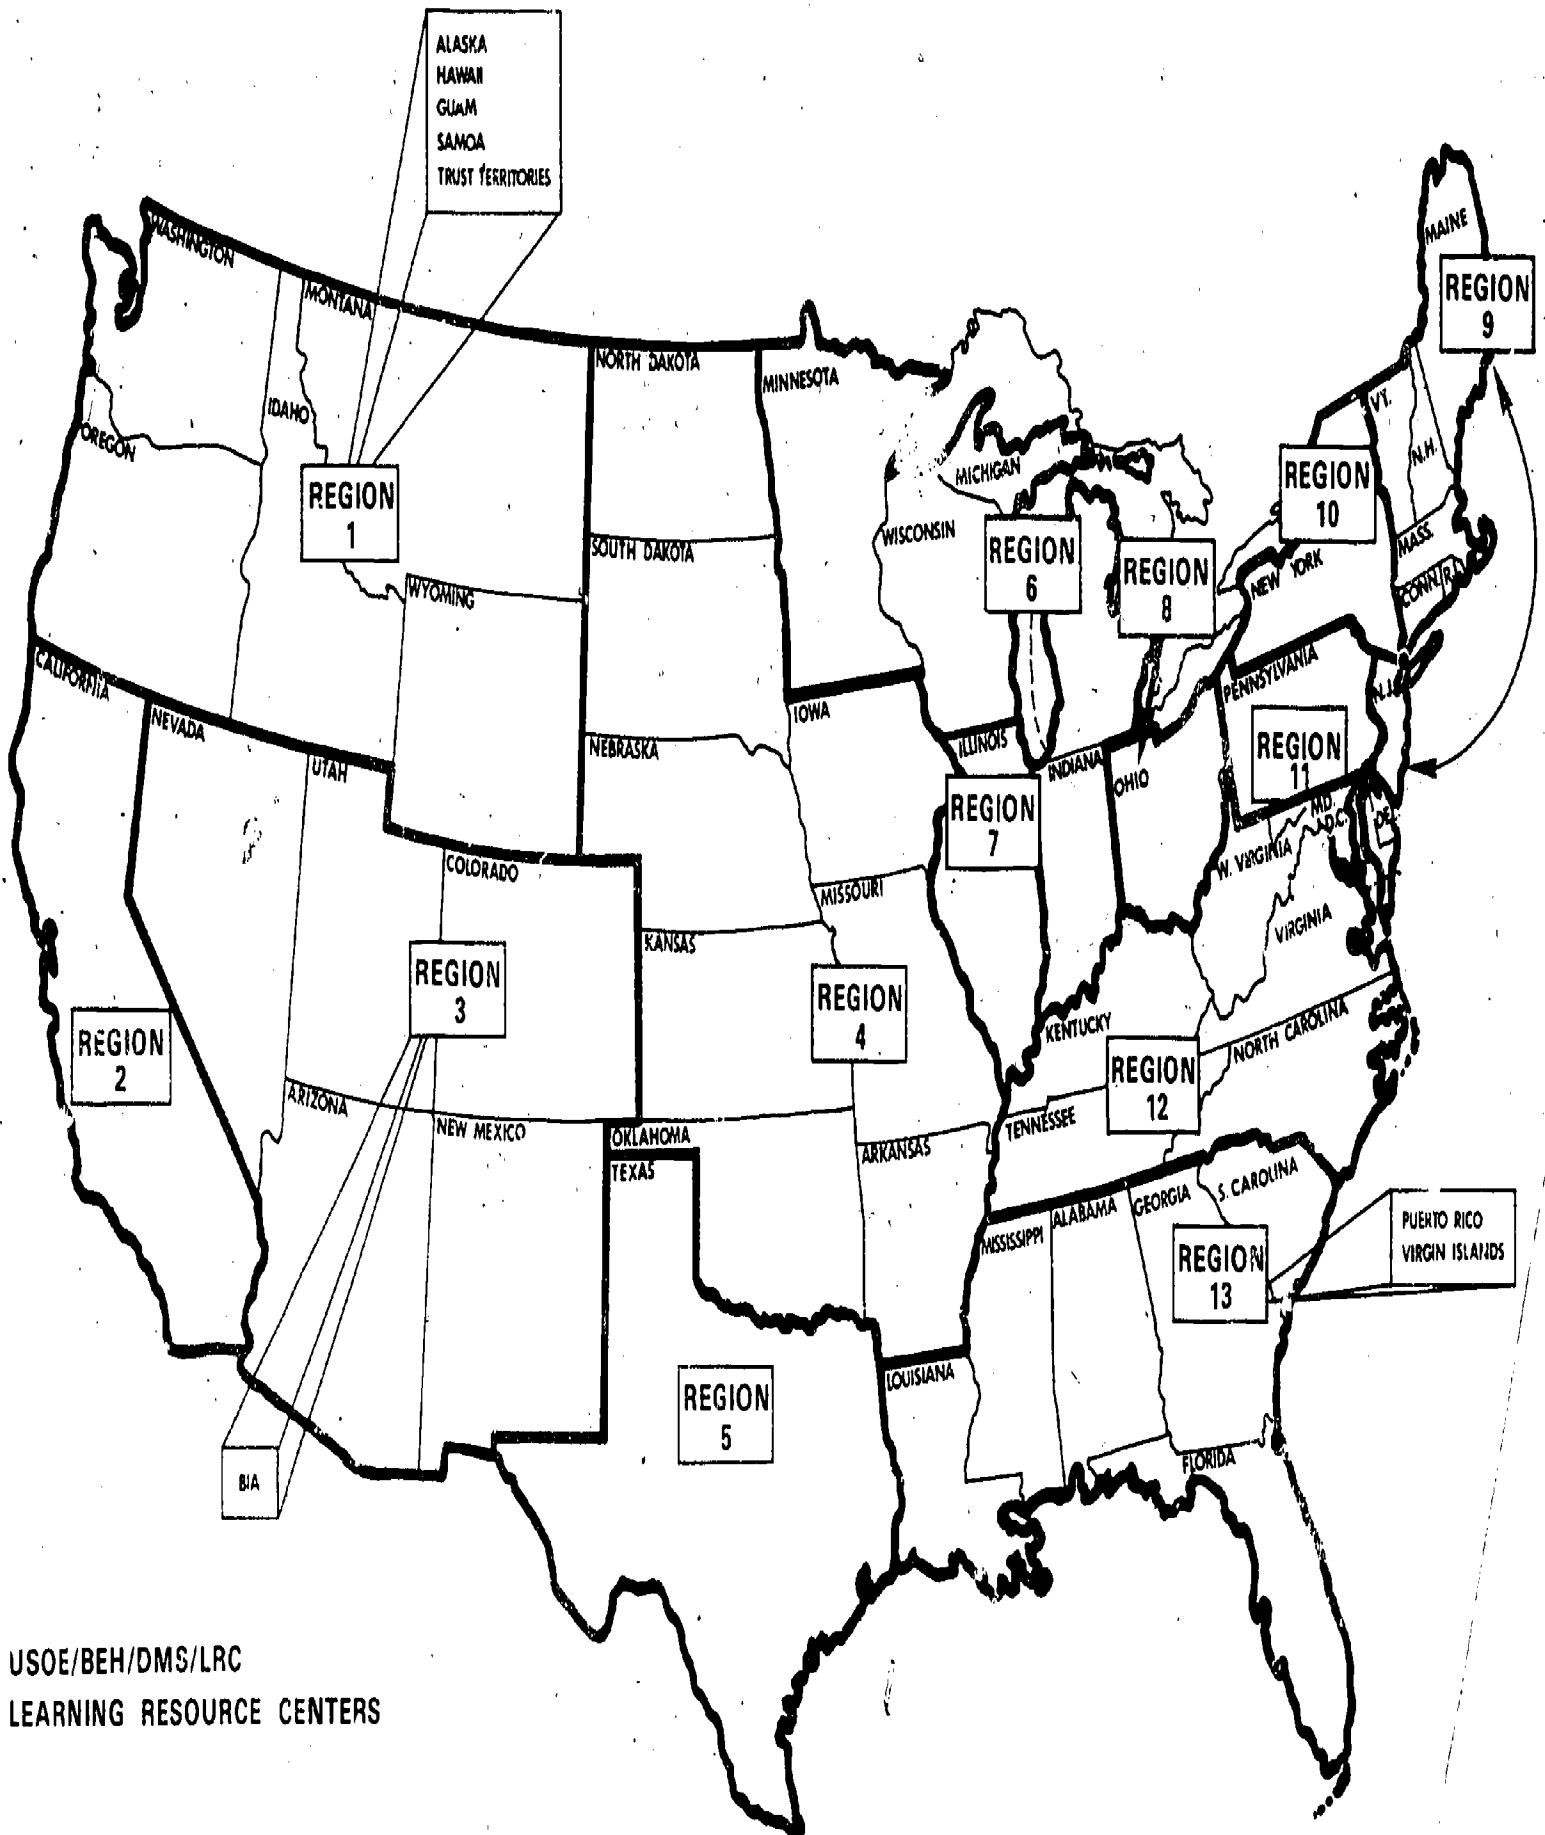 ALASKA
HAWAII
GUAM
SAMOA
TRUST TERRITORIES
WASHINGTON
MONTANA
IDAHO
OREGON
REGION
1
WYOMING
NORTH DAKOTA
SOUTH DAKOTA
NEBRASKA
MINNESOTA
WISCONSIN
MICHIGAN
REGION
6
REGION
8
MAINE
REGION
9
VT.
N.H.
REGION
10
MASS.
CONN.
R.I.
NEW YORK
PENNSYLVANIA
N.J.
REGION
11
CALIFORNIA
NEVADA
UTAH
COLORADO
REGION
2
REGION
3
ARIZONA
NEW MEXICO
BIA
IOWA
MISSOURI
KANSAS
REGION
4
ILLINOIS
INDIANA
OHIO
REGION
7
MD.
D.C.
DE.
W. VIRGINIA
VIRGINIA
KENTUCKY
NORTH CAROLINA
REGION
12
TENNESSEE
OKLAHOMA
TEXAS
ARKANSAS
REGION
5
LOUISIANA
MISSISSIPPI
ALABAMA
GEORGIA
S. CAROLINA
REGION
13
PUERTO RICO
VIRGIN ISLANDS
FLORIDA
USOE/BEH/DMS/LRC
LEARNING RESOURCE CENTERS